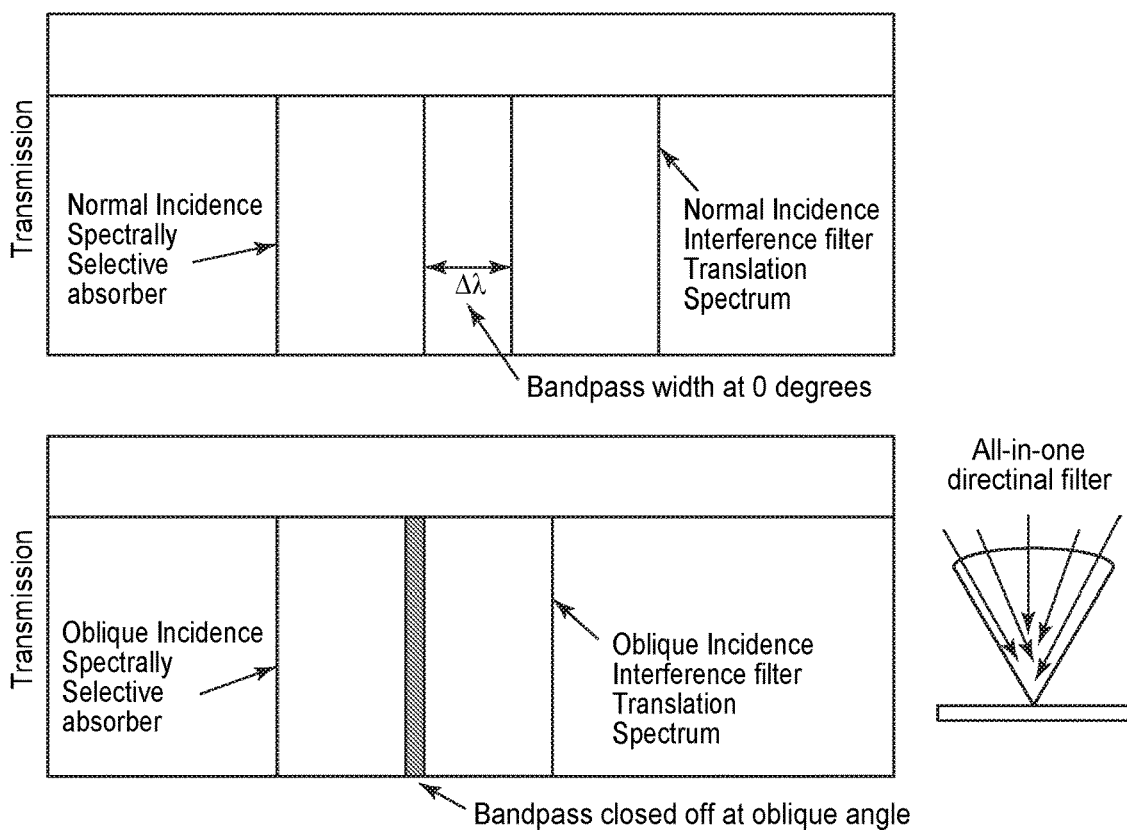 Transmission
Normal Incidence
Spectrally
Selective
absorber
Δλ
Normal Incidence
Interference filter
Translation
Spectrum
Bandpass width at 0 degrees
Transmission
Oblique Incidence
Spectrally
Selective
absorber
Oblique Incidence
Interference filter
Translation
Spectrum
Bandpass closed off at oblique angle
All-in-one
directinal filter